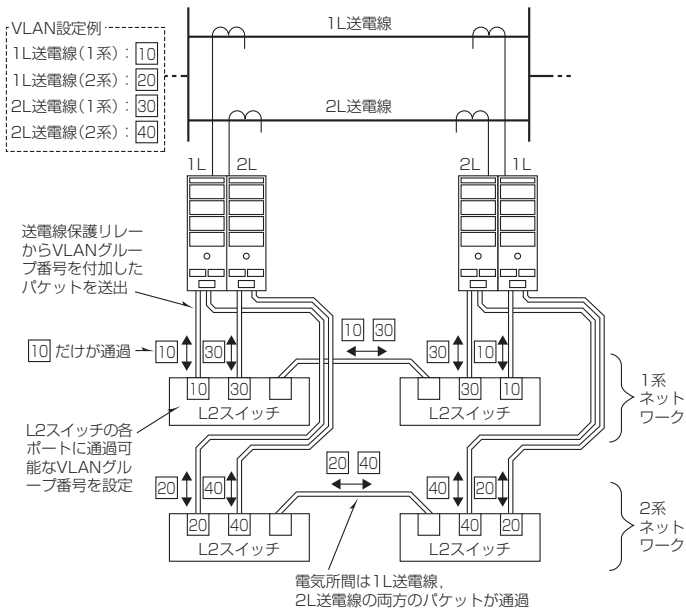 VLAN設定例
1L送電線(1系):10
1L送電線(2系):20
2L送電線(1系):30
2L送電線(2系):40
1L送電線
2L送電線
1L 2L
2L 1L
送電線保護リレー
からVLANグルー
プ番号を付加した
パケットを送出
10 だけが通過
10 30
10 30
30 10
10 30
L2スイッチ
30 10
L2スイッチ
1系
ネット
ワーク
L2スイッチの各
ポートに通過可
能なVLANグル
ープ番号を設定
20 40
20 40
40 20
20 40
L2スイッチ
40 20
L2スイッチ
2系
ネット
ワーク
電気所間は1L送電線,
2L送電線の両方のパケットが通過